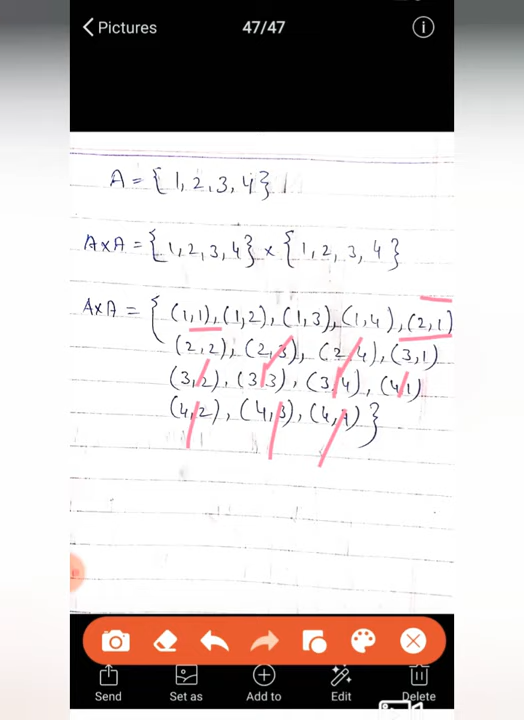 Pictures 47/47
A = { 1, 2, 3, 4 }
A×A = { 1, 2, 3, 4 } × { 1, 2, 3, 4 }
A×A = { (1,1), (1,2), (1,3), (1,4), (2,1)
(2,2), (2,3), (2,4), (3,1)
(3,2), (3,3), (3,4), (4,1)
(4,2), (4,3), (4,4) }
Send Set as Add to Edit Delete